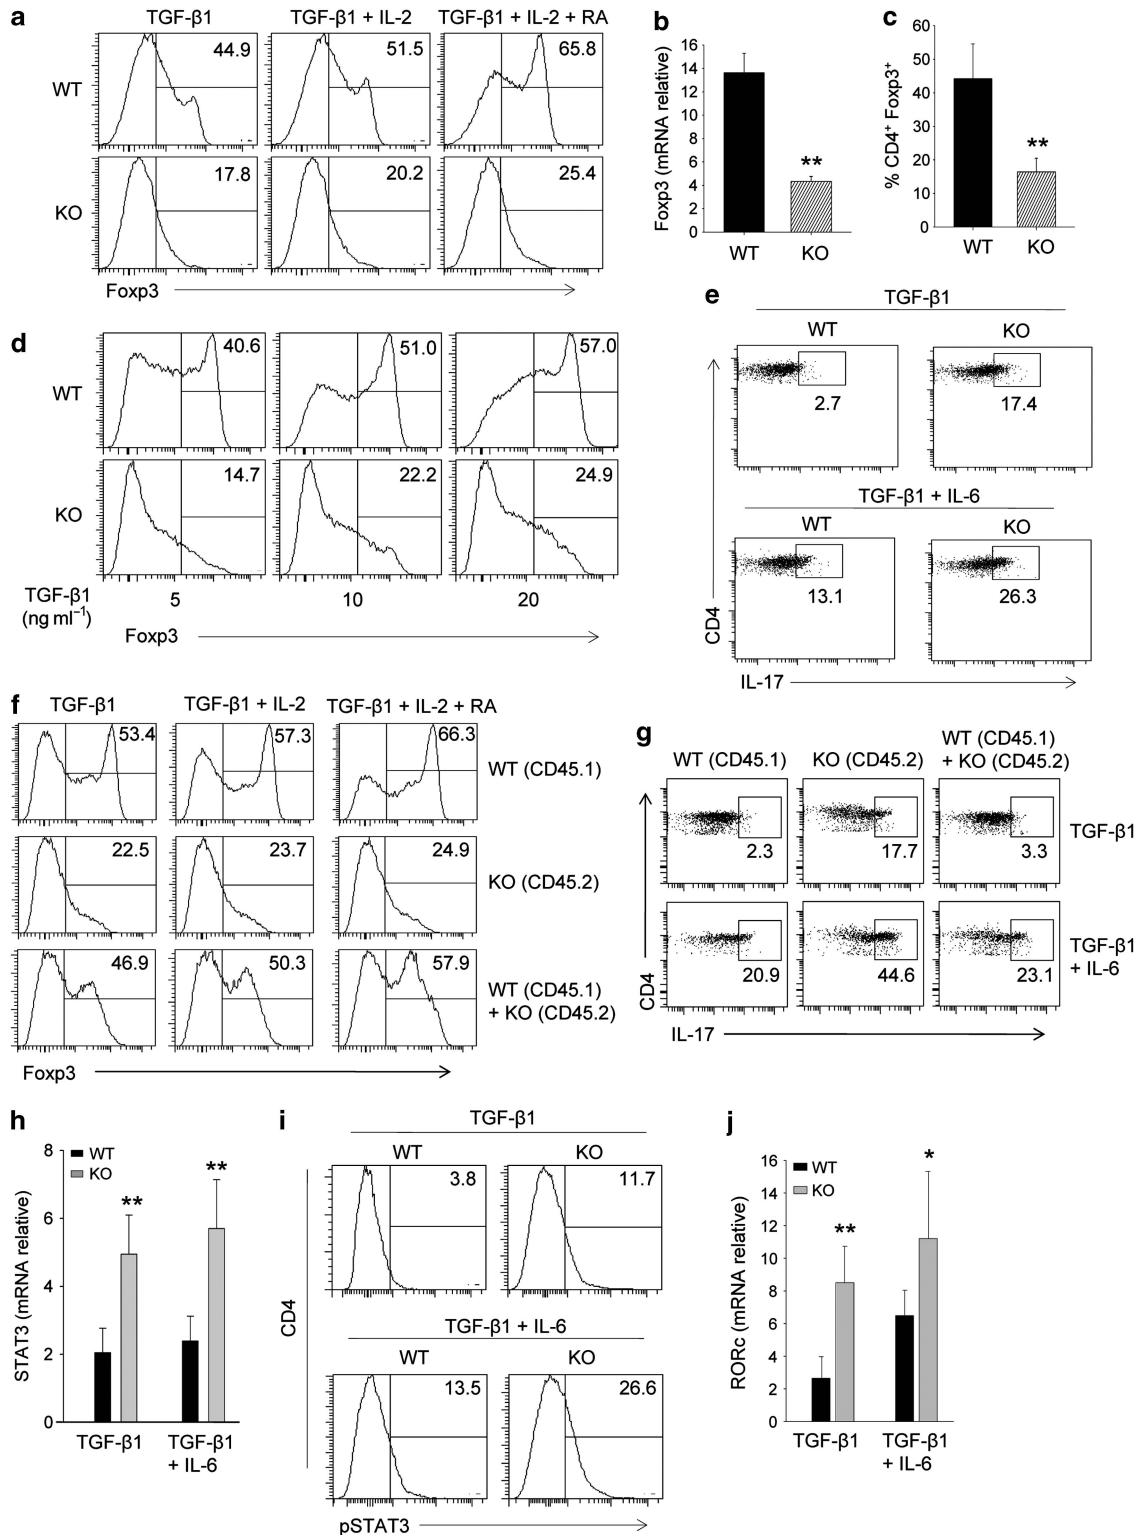 a
TGF-β1
TGF-β1 + IL-2
TGF-β1 + IL-2 + RA
WT
44.9
51.5
65.8
KO
17.8
20.2
25.4
Foxp3
b
Foxp3 (mRNA relative)
16
14
12
10
8
6
4
2
0
**
WT
KO
c
% CD4+ Foxp3+
60
50
40
30
20
10
0
**
WT
KO
d
WT
40.6
51.0
57.0
KO
14.7
22.2
24.9
TGF-β1
(ng ml−1)
5
10
20
Foxp3
e
TGF-β1
WT
KO
2.7
17.4
TGF-β1 + IL-6
WT
KO
13.1
26.3
CD4
IL-17
f
TGF-β1
TGF-β1 + IL-2
TGF-β1 + IL-2 + RA
53.4
57.3
66.3
WT (CD45.1)
22.5
23.7
24.9
KO (CD45.2)
46.9
50.3
57.9
WT (CD45.1)
+ KO (CD45.2)
Foxp3
g
WT (CD45.1)
KO (CD45.2)
WT (CD45.1)
+ KO (CD45.2)
2.3
17.7
3.3
TGF-β1
20.9
44.6
23.1
TGF-β1
+ IL-6
CD4
IL-17
h
STAT3 (mRNA relative)
8
6
4
2
0
WT
KO
**
**
TGF-β1
TGF-β1
+ IL-6
i
TGF-β1
WT
KO
3.8
11.7
TGF-β1 + IL-6
WT
KO
13.5
26.6
CD4
pSTAT3
j
RORc (mRNA relative)
16
14
12
10
8
6
4
2
0
WT
KO
**
*
TGF-β1
TGF-β1
+ IL-6